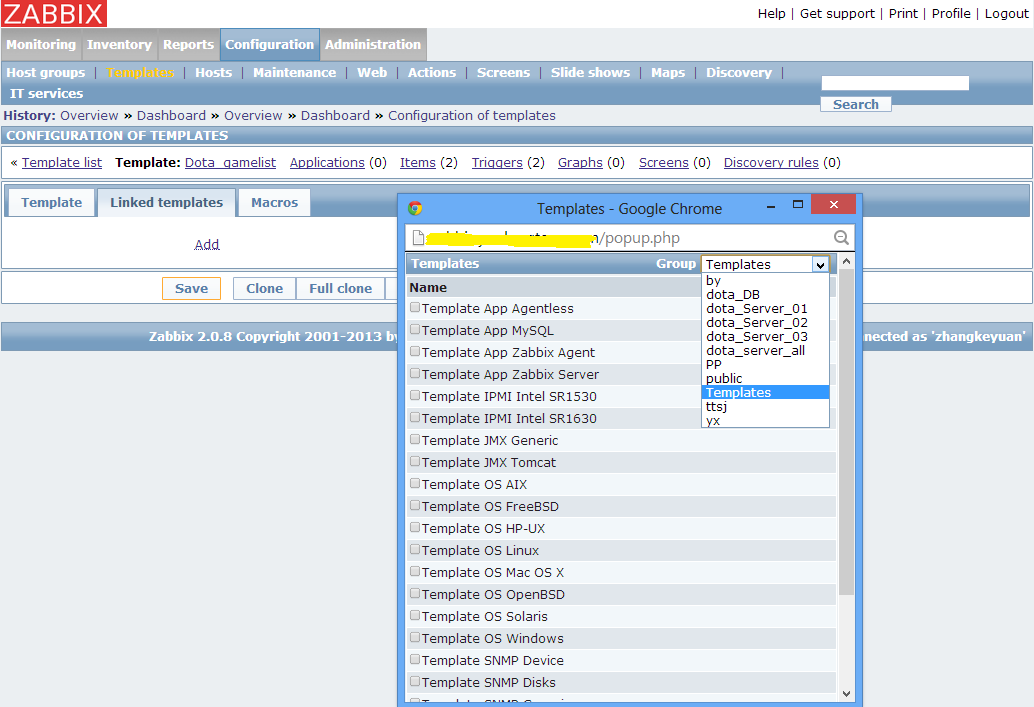 ZABBIX
Help | Get support | Print | Profile | Logout
Monitoring Inventory Reports Configuration Administration
Host groups | Templates | Hosts | Maintenance | Web | Actions | Screens | Slide shows | Maps | Discovery |
IT services
Search
History: Overview » Dashboard » Overview » Dashboard » Configuration of templates
CONFIGURATION OF TEMPLATES
« Template list Template: Dota_gamelist Applications (0) Items (2) Triggers (2) Graphs (0) Screens (0) Discovery rules (0)
Template Linked templates Macros
Add
Save Clone Full clone
Zabbix 2.0.8 Copyright 2001-2013 by
nnected as 'zhangkeyuan'
Templates - Google Chrome
/popup.php
Templates Group Templates
Name
by
dota_DB
dota_Server_01
dota_Server_02
dota_Server_03
dota_server_all
PP
public
Templates
ttsj
yx
Template App Agentless
Template App MySQL
Template App Zabbix Agent
Template App Zabbix Server
Template IPMI Intel SR1530
Template IPMI Intel SR1630
Template JMX Generic
Template JMX Tomcat
Template OS AIX
Template OS FreeBSD
Template OS HP-UX
Template OS Linux
Template OS Mac OS X
Template OS OpenBSD
Template OS Solaris
Template OS Windows
Template SNMP Device
Template SNMP Disks